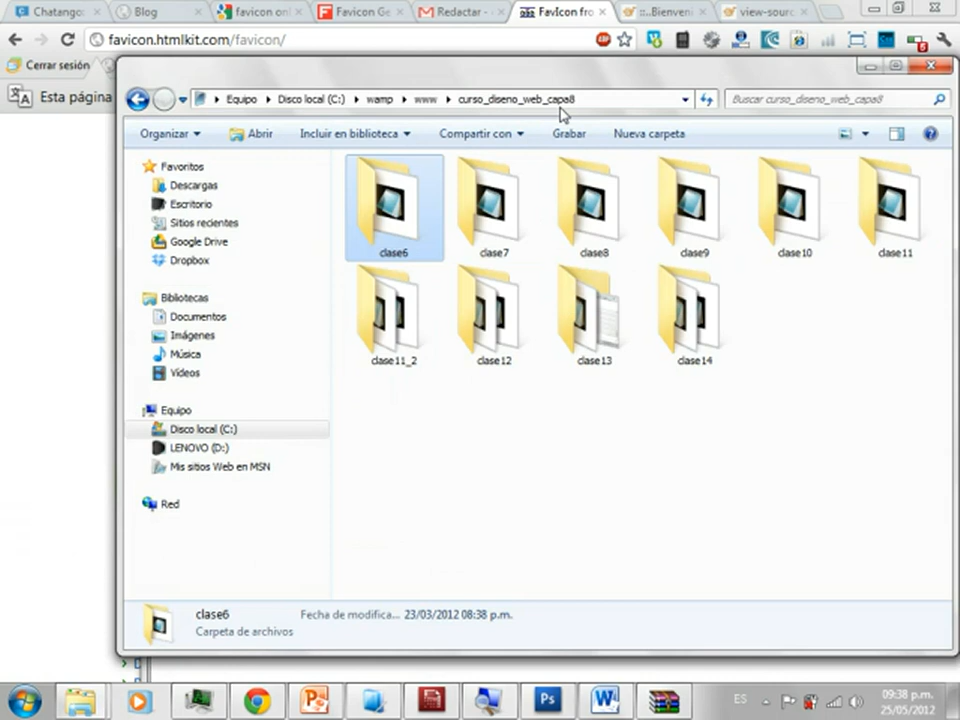 Chatango:
Blog
favicon onl
Favicon Ge
Redactar -
FavIcon fro
::..Bienveni
view-sourc
favicon.htmlkit.com/favicon/
Cerrar sesión
Esta página
Equipo
Disco local (C:)
wamp
www
curso_diseno_web_capa8
Buscar curso_diseno_web_capa8
Organizar
Abrir
Incluir en biblioteca
Compartir con
Grabar
Nueva carpeta
Favoritos
Descargas
Escritorio
Sitios recientes
Google Drive
Dropbox
Bibliotecas
Documentos
Imágenes
Música
Vídeos
Equipo
Disco local (C:)
LENOVO (D:)
Mis sitios Web en MSN
Red
clase6
clase7
clase8
clase9
clase10
clase11
clase11_2
clase12
clase13
clase14
clase6
Fecha de modifica... 23/03/2012 08:38 p.m.
Carpeta de archivos
ES
09:38 p.m.
25/05/2012